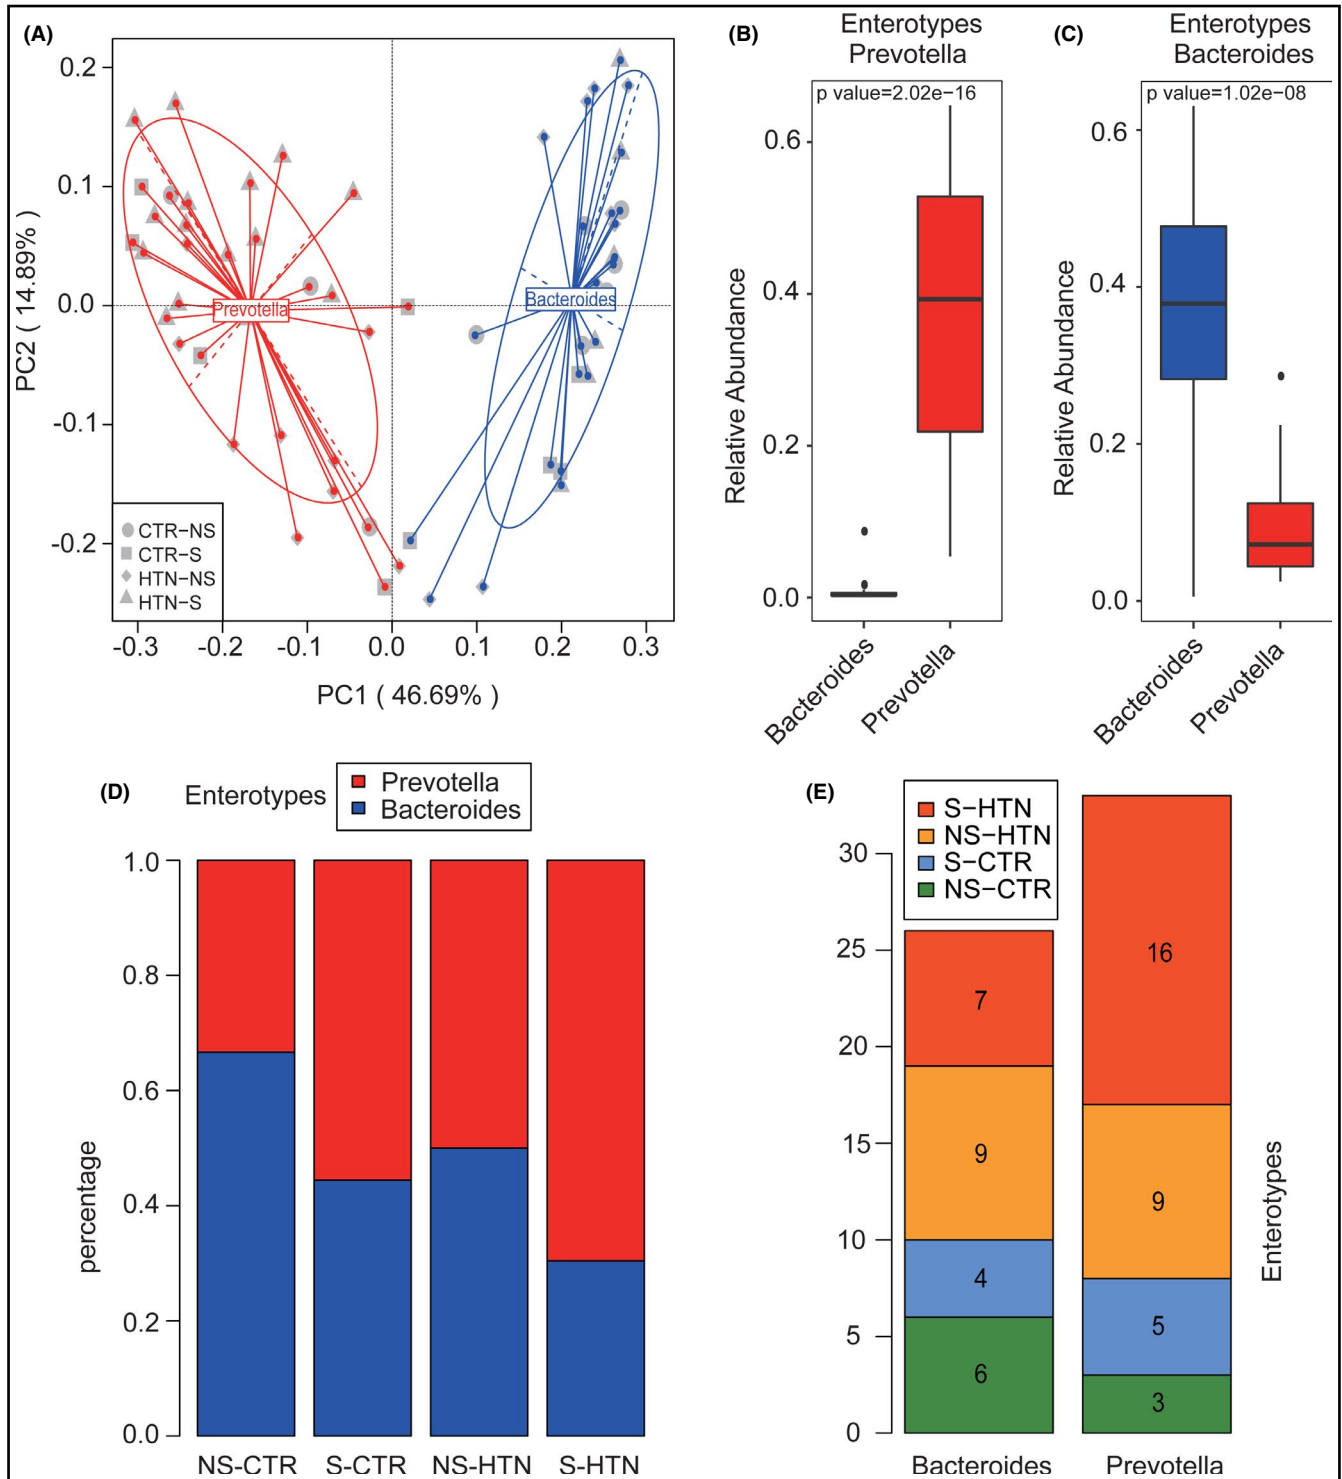 (A)
0.2
0.1
0.0
-0.1
-0.2
PC2 ( 14.89% )
Prevotella
Bacteroides
CTR−NS
CTR−S
HTN−NS
HTN−S
-0.3 -0.2 -0.1 0.0 0.1 0.2 0.3
PC1 ( 46.69% )
(B)
Enterotypes
Prevotella
p value=2.02e−16
0.6
0.4
0.2
0.0
Relative Abundance
Bacteroides
Prevotella
(C)
Enterotypes
Bacteroides
p value=1.02e−08
0.6
0.4
0.2
0.0
Relative Abundance
Bacteroides
Prevotella
(D)
Enterotypes
Prevotella
Bacteroides
1.0
0.8
0.6
0.4
0.2
0.0
percentage
NS-CTR S-CTR NS-HTN S-HTN
(E)
S−HTN
NS−HTN
S−CTR
NS−CTR
30
25
20
15
10
5
0
7
9
4
6
16
9
5
3
Enterotypes
Bacteroides Prevotella